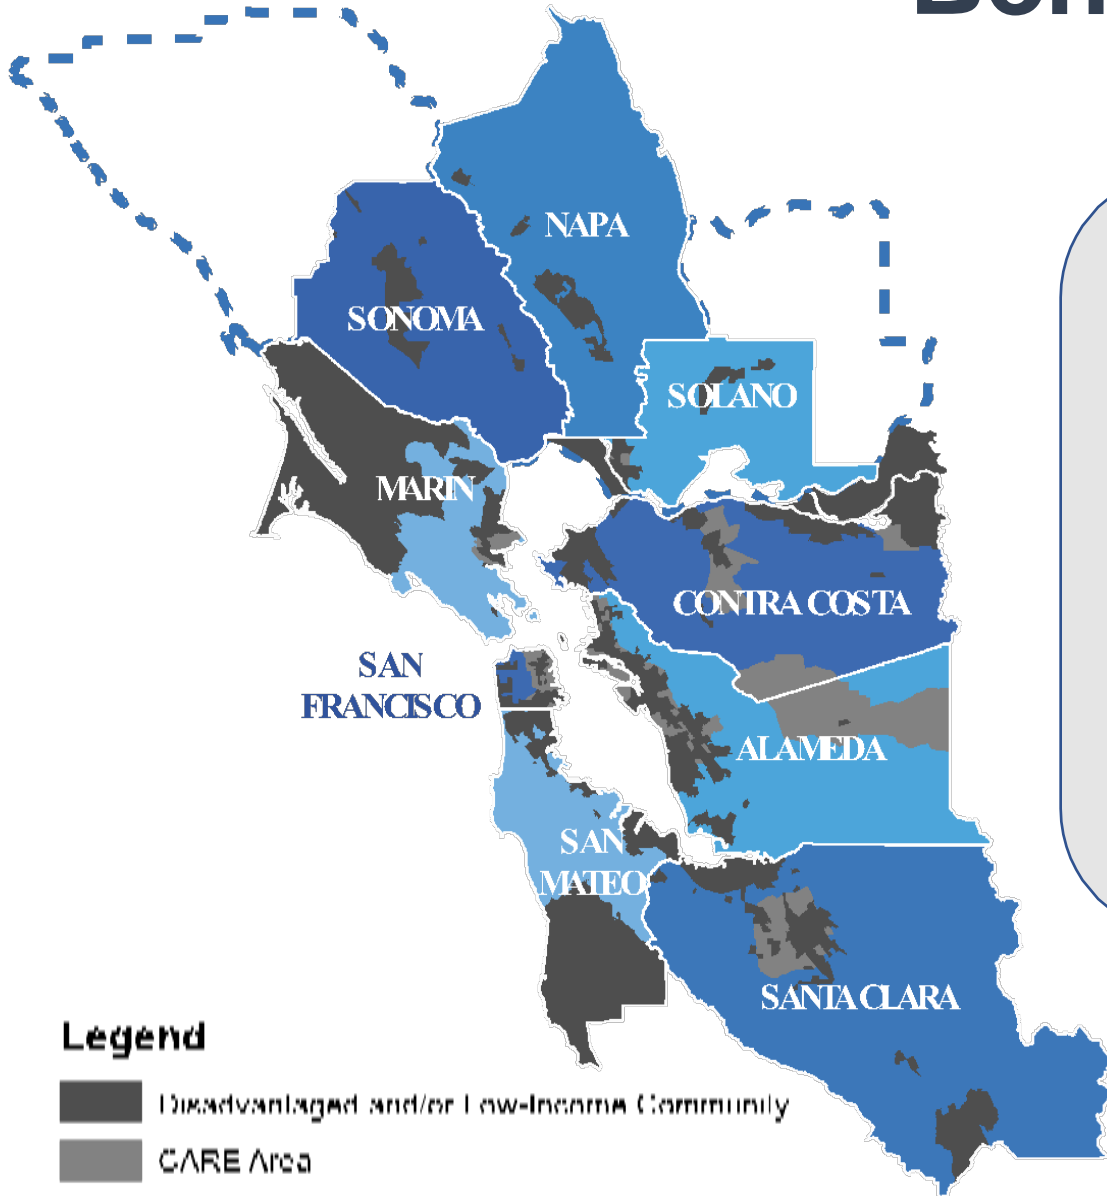 NAPA
SONOMA
SOLANO
MARIN
CONTRA COSTA
SAN
FRANCISCO
ALAMEDA
SAN
MATEO
SANTA CLARA
Legend
Disadvantaged and/or Low-Income Community
CARE Area